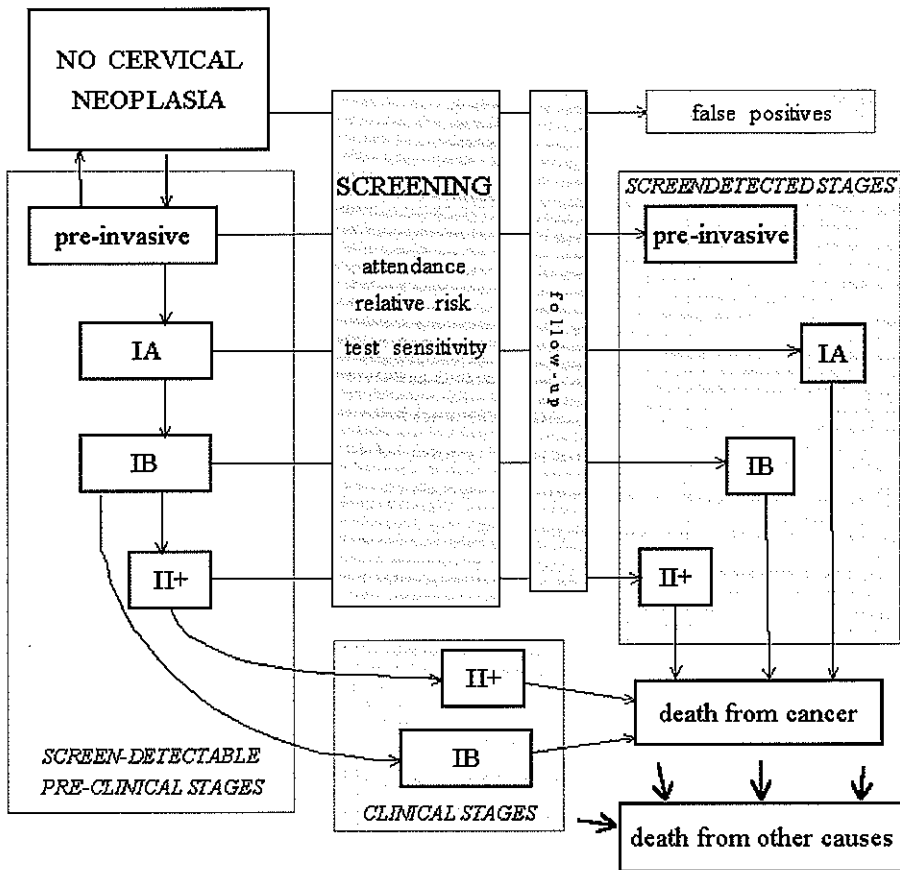 NO CERVICAL
NEOPLASIA
false positives
SCREENING
attendance
relative risk
test sensitivity
follow-up
SCREENDETECTED STAGES
pre-invasive
pre-invasive
IA
IA
IB
IB
II+
II+
II+
IB
CLINICAL STAGES
SCREEN-DETECTABLE
PRE-CLINICAL STAGES
death from cancer
death from other causes